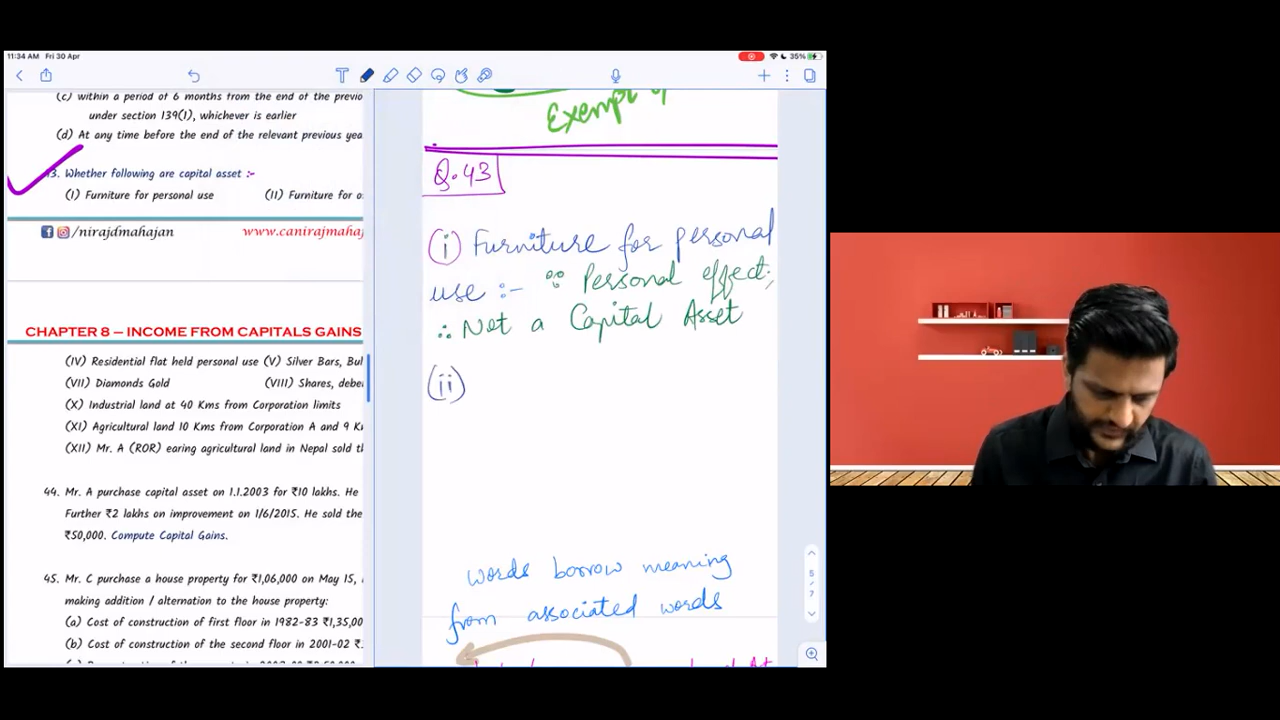 11:34 AM Fri 30 Apr
35%
(c) within a period of 6 months from the end of the previo
under section 139(1), whichever is earlier
(d) At any time before the end of the relevant previous yea
3. Whether following are capital asset :-
(I) Furniture for personal use (II) Furniture for o
/nirajdmahajan www.canirajmahaj
CHAPTER 8 – INCOME FROM CAPITALS GAINS
(IV) Residential flat held personal use (V) Silver Bars, Bul
(VII) Diamonds Gold (VIII) Shares, debe
(X) Industrial land at 40 Kms from Corporation limits
(XI) Agricultural land 10 Kms from Corporation A and 9 K
(XII) Mr. A (ROR) earing agricultural land in Nepal sold th
44. Mr. A purchase capital asset on 1.1.2003 for ₹10 lakhs. He
Further ₹2 lakhs on improvement on 1/6/2015. He sold the
₹50,000. Compute Capital Gains.
45. Mr. C purchase a house property for ₹1,06,000 on May 15,
making addition / alternation to the house property:
(a) Cost of construction of first floor in 1982-83 ₹1,35,00
(b) Cost of construction of the second floor in 2001-02 ₹
Exempt
Q.43
(i) Furniture for personal
use :- ∵ Personal effect;
∴ Not a Capital Asset
(ii)
words borrow meaning
from associated words
5
/
7